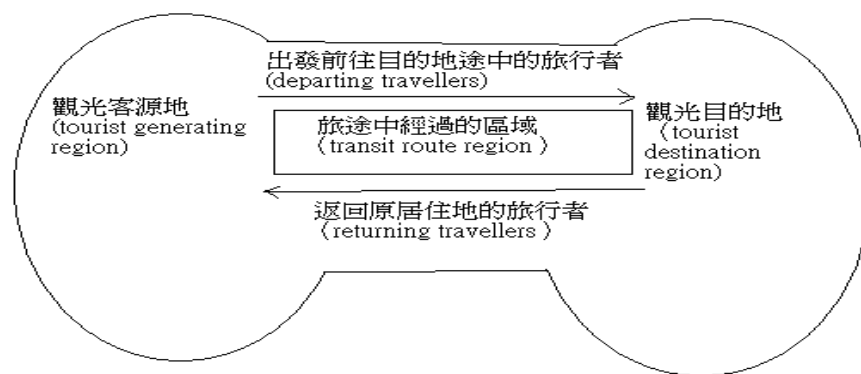 出發前往目的地途中的旅行者
(departing travellers)
觀光客源地
(tourist generating
region)
旅途中經過的區域
（transit route region）
觀光目的地
（tourist
destination
region)
返回原居住地的旅行者
（returning travellers）